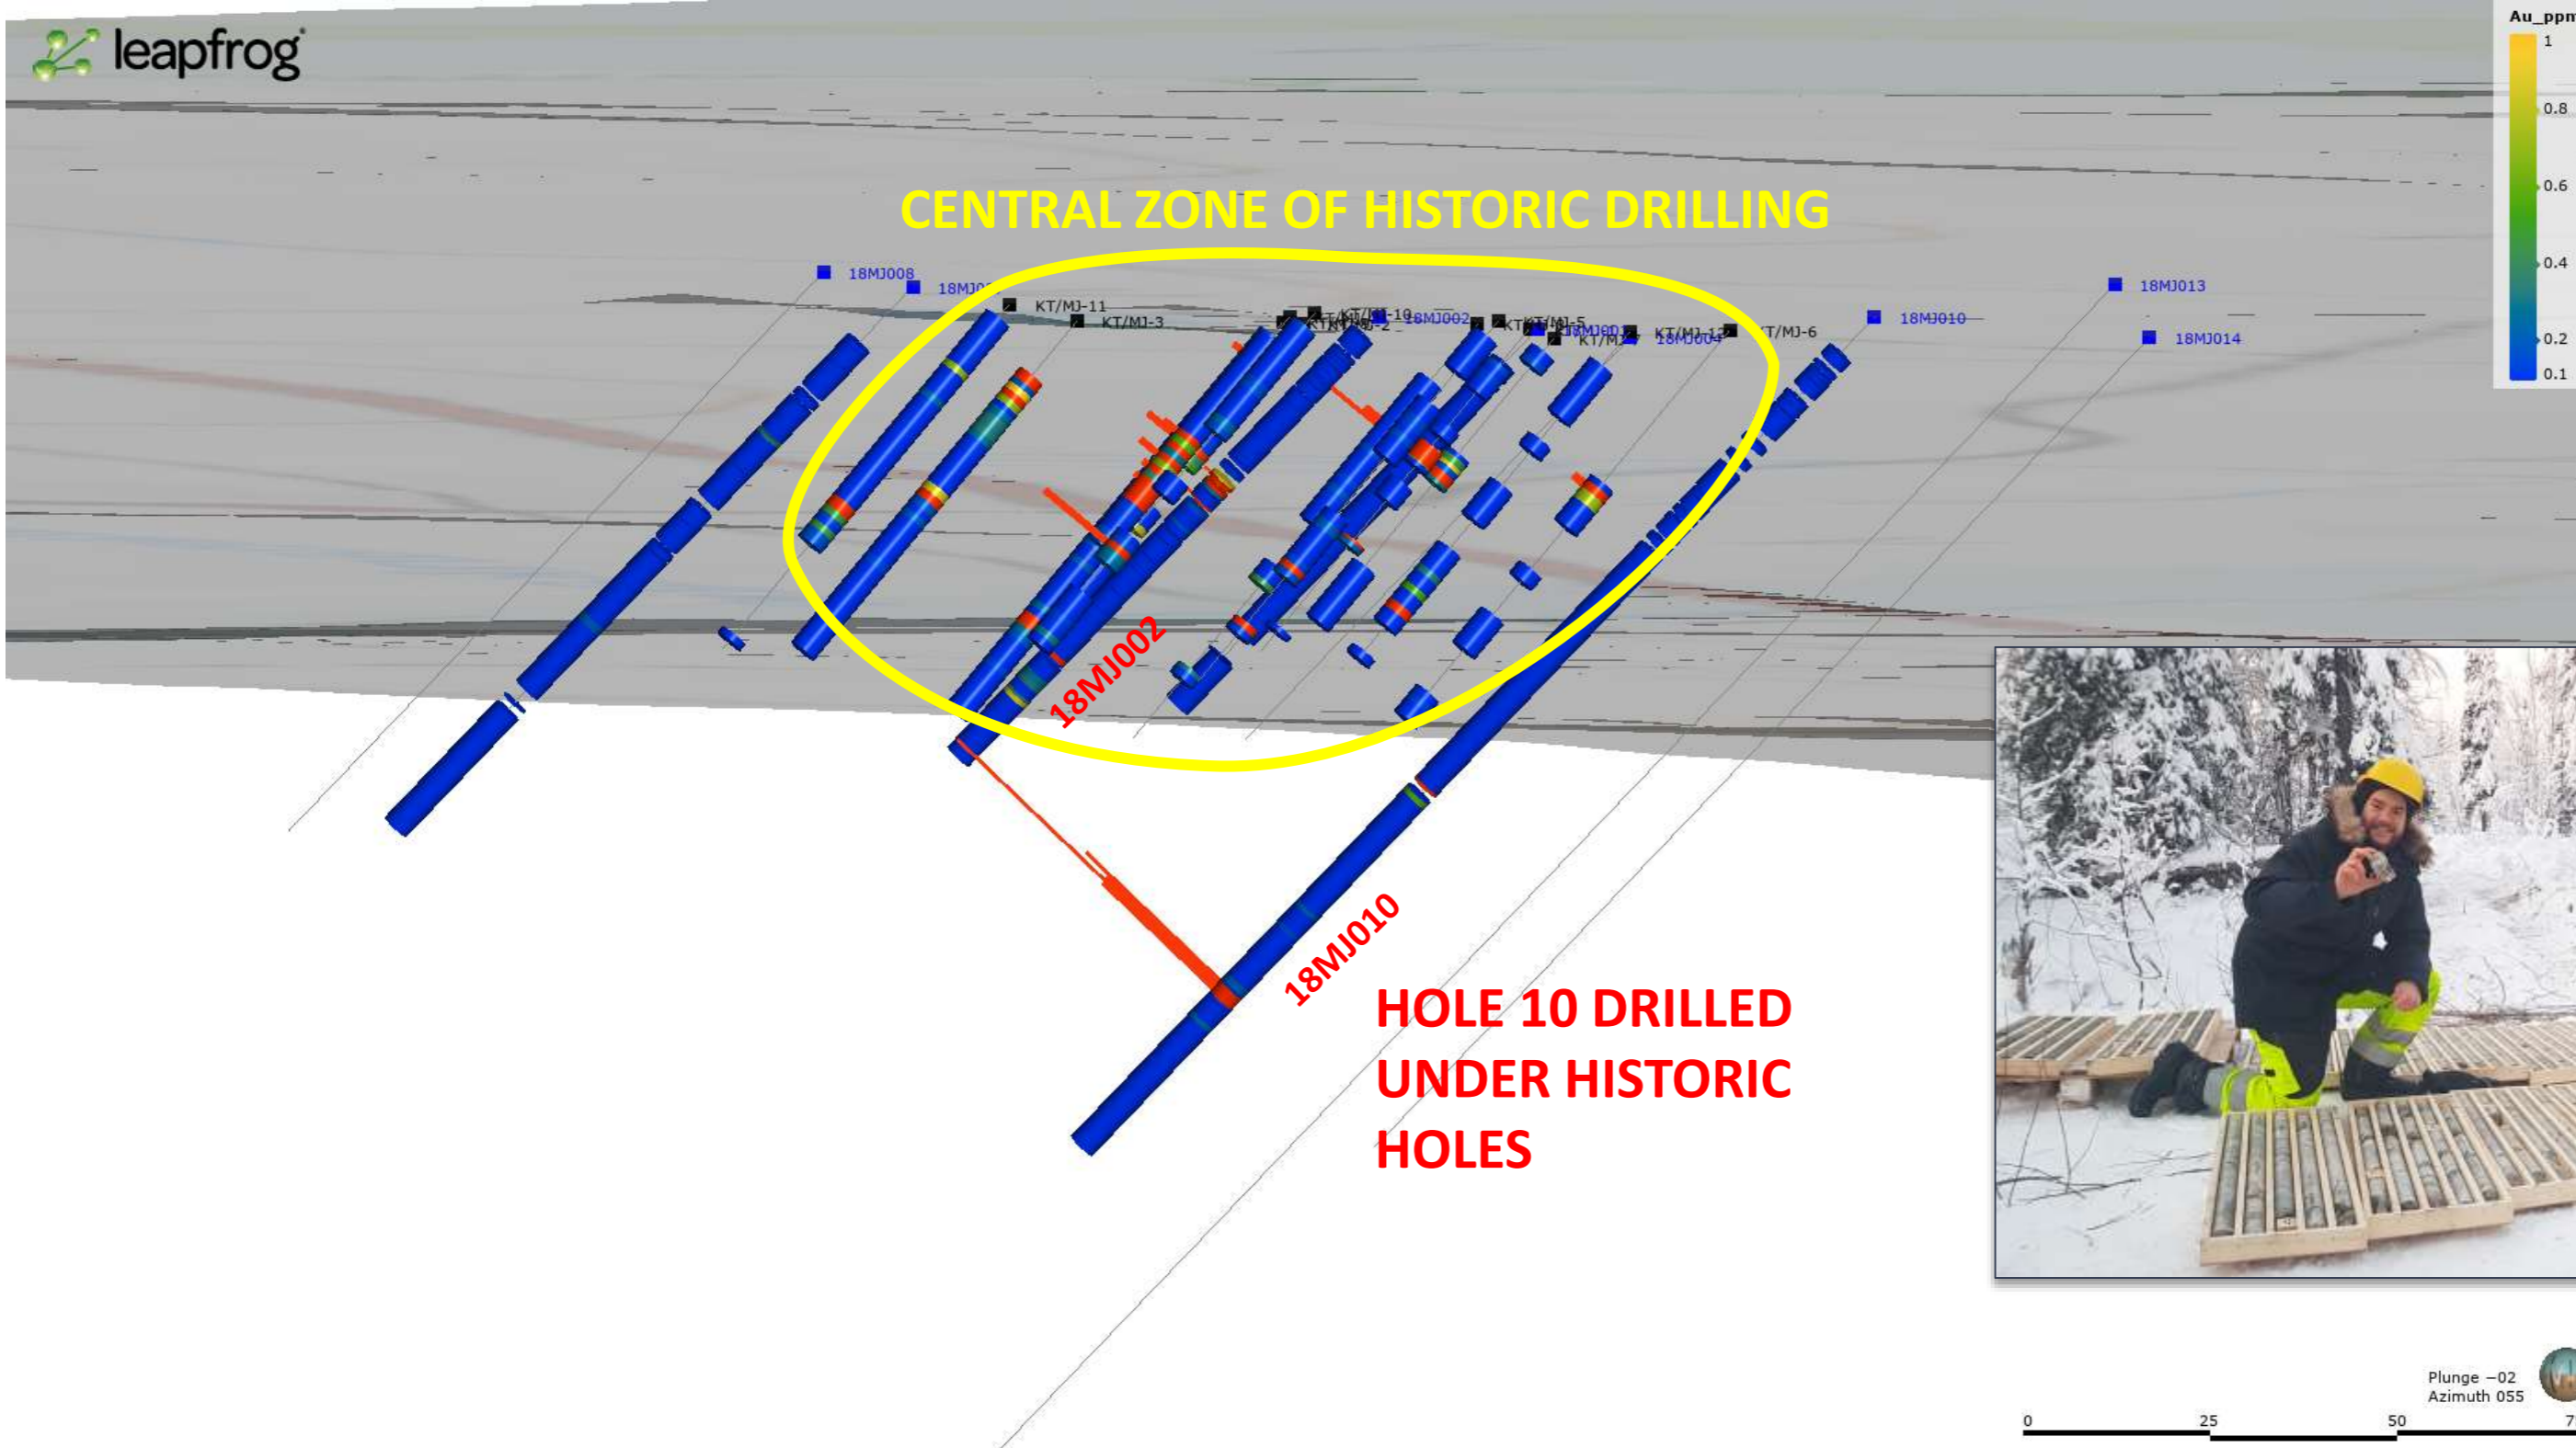 leapfrog
Au_ppm
1
0.8
0.6
0.4
0.2
0.1
CENTRAL ZONE OF HISTORIC DRILLING
18MJ008
KT/MJ-11
KT/MJ-3
18MJ002
KT/MJ-6
18MJ010
18MJ013
18MJ014
18MJ002
18MJ010
HOLE 10 DRILLED
UNDER HISTORIC
HOLES
Plunge −02
Azimuth 055
0 25 50